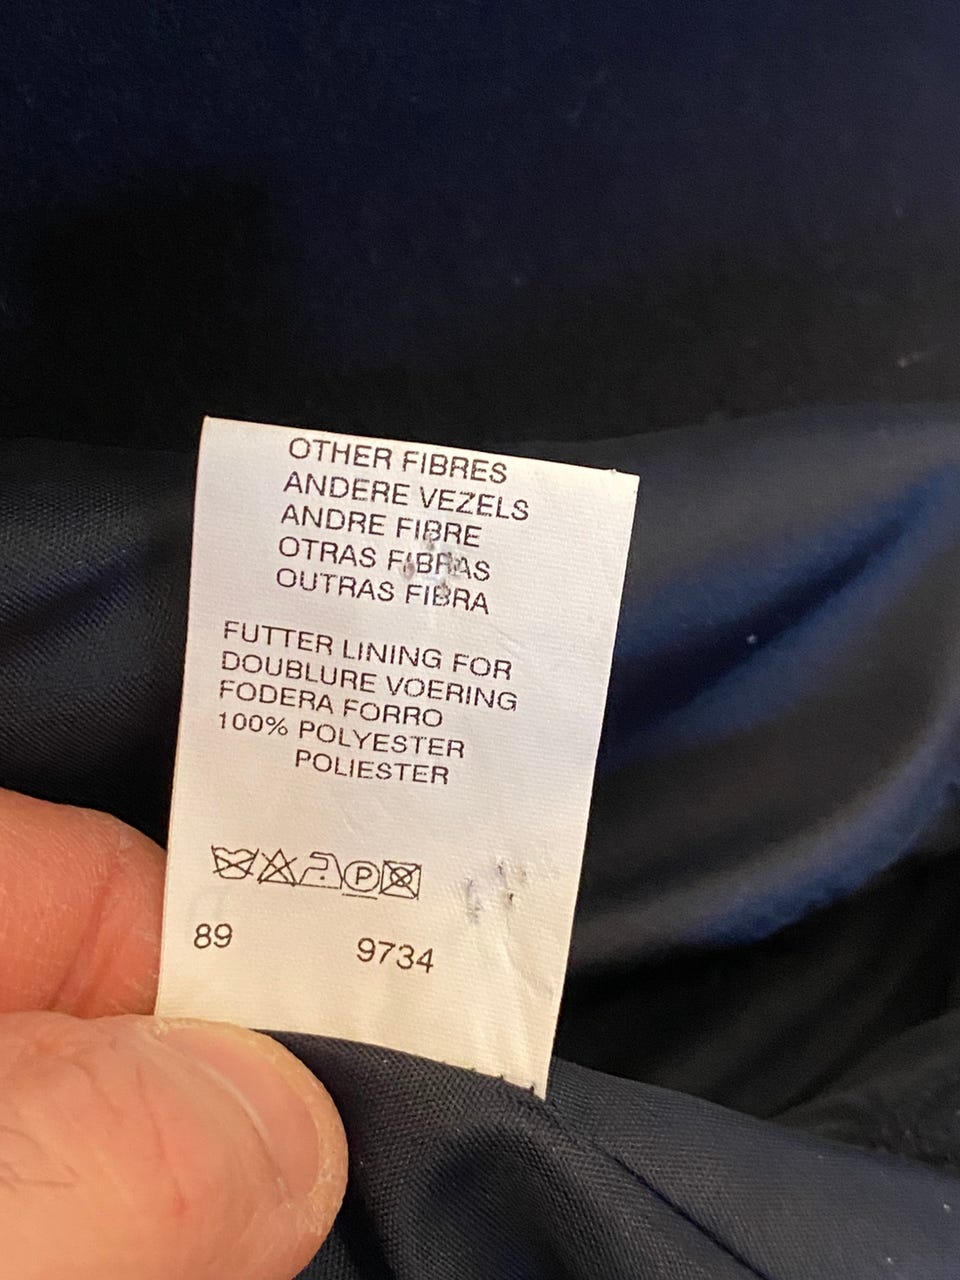 OTHER FIBRES
ANDERE VEZELS
ANDRE FIBRE
OTRAS FIBRAS
OUTRAS FIBRA
FUTTER LINING FOR
DOUBLURE VOERING
FODERA FORRO
100% POLYESTER
POLIESTER
P
89 9734